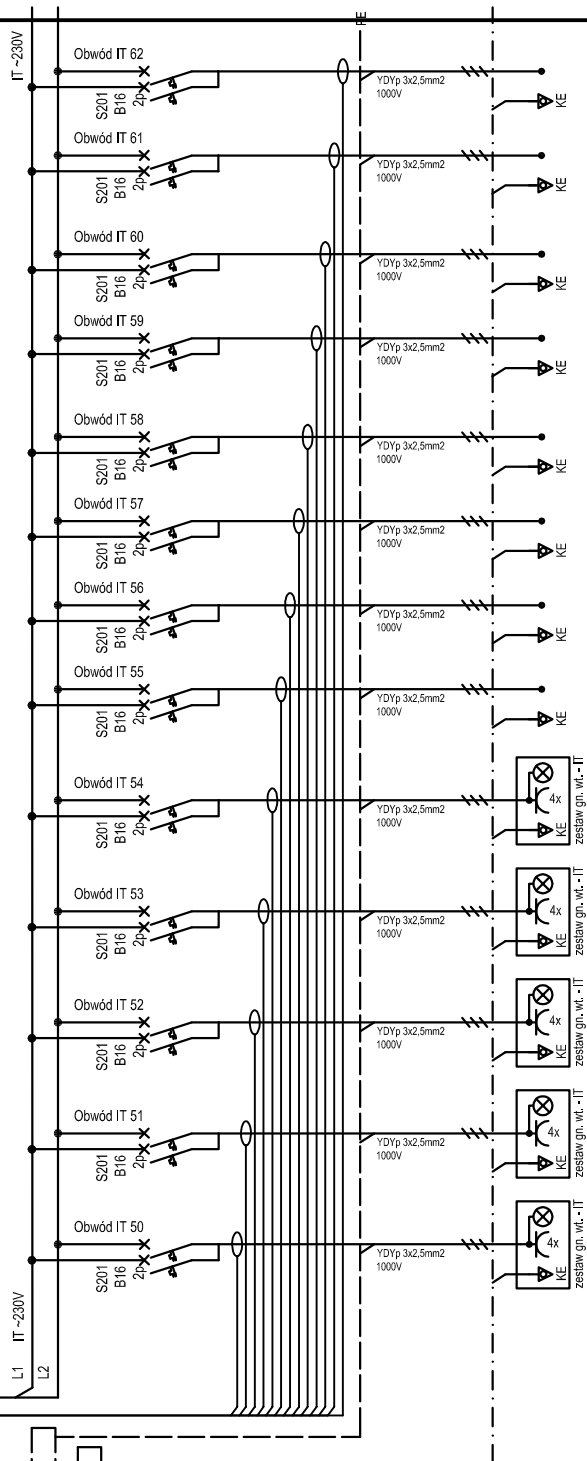 PE
IT ~230V
Obwód IT 62
S201
B16
2p
YDYp 3x2,5mm2
1000V
KE
Obwód IT 61
S201
B16
2p
YDYp 3x2,5mm2
1000V
KE
Obwód IT 60
S201
B16
2p
YDYp 3x2,5mm2
1000V
KE
Obwód IT 59
S201
B16
2p
YDYp 3x2,5mm2
1000V
KE
Obwód IT 58
S201
B16
2p
YDYp 3x2,5mm2
1000V
KE
Obwód IT 57
S201
B16
2p
YDYp 3x2,5mm2
1000V
KE
Obwód IT 56
S201
B16
2p
YDYp 3x2,5mm2
1000V
KE
Obwód IT 55
S201
B16
2p
YDYp 3x2,5mm2
1000V
KE
Obwód IT 54
S201
B16
2p
YDYp 3x2,5mm2
1000V
4x
KE
zestaw gn. wt. - IT
Obwód IT 53
S201
B16
2p
YDYp 3x2,5mm2
1000V
4x
KE
zestaw gn. wt. - IT
Obwód IT 52
S201
B16
2p
YDYp 3x2,5mm2
1000V
4x
KE
zestaw gn. wt. - IT
Obwód IT 51
S201
B16
2p
YDYp 3x2,5mm2
1000V
4x
KE
zestaw gn. wt. - IT
Obwód IT 50
S201
B16
2p
YDYp 3x2,5mm2
1000V
4x
KE
zestaw gn. wt. - IT
IT ~230V
L1
L2